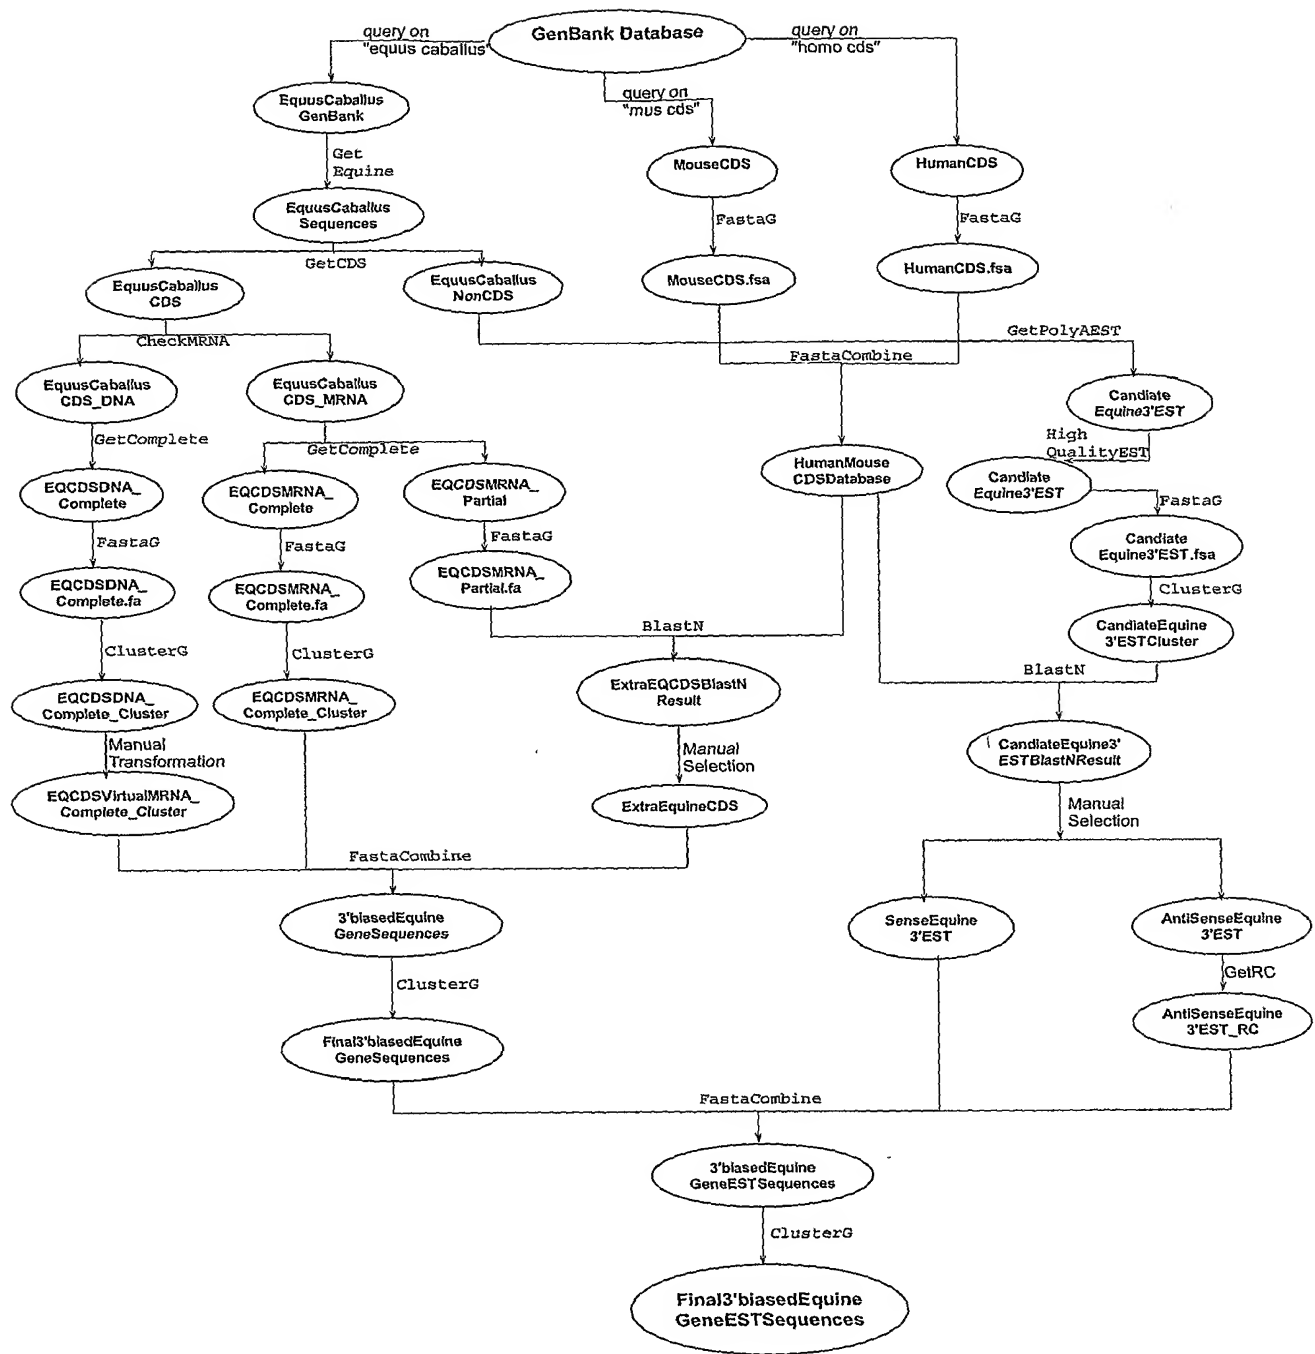 GenBank Database
query on
"equus caballus"
query on
"homo cds"
query on
"mus cds"
EquusCaballus
GenBank
Get
Equine
MouseCDS
HumanCDS
EquusCaballus
Sequences
FastaG
FastaG
GetCDS
EquusCaballus
CDS
EquusCaballus
NonCDS
MouseCDS.fsa
HumanCDS.fsa
CheckMRNA
GetPolyAEST
FastaCombine
EquusCaballus
CDS_DNA
EquusCaballus
CDS_MRNA
Candiate
Equine3'EST
GetComplete
GetComplete
High
QualityEST
HumanMouse
CDSDatabase
EQCDSDNA_
Complete
EQCDSMRNA_
Complete
EQCDSMRNA_
Partial
Candiate
Equine3'EST
FastaG
FastaG
FastaG
FastaG
Candiate
Equine3'EST.fsa
EQCDSDNA_
Complete.fa
EQCDSMRNA_
Complete.fa
EQCDSMRNA_
Partial.fa
ClusterG
BlastN
CandiateEquine
3'ESTCluster
ClusterG
ClusterG
BlastN
EQCDSDNA_
Complete_Cluster
EQCDSMRNA_
Complete_Cluster
ExtraEQCDSBlastN
Result
Manual
Transformation
Manual
Selection
CandiateEquine3'
ESTBlastNResult
EQCDSVirtualMRNA_
Complete_Cluster
ExtraEquineCDS
Manual
Selection
FastaCombine
3'biasedEquine
GeneSequences
SenseEquine
3'EST
AntiSenseEquine
3'EST
ClusterG
GetRC
Final3'biasedEquine
GeneSequences
AntiSenseEquine
3'EST_RC
FastaCombine
3'biasedEquine
GeneESTSequences
ClusterG
Final3'biasedEquine
GeneESTSequences